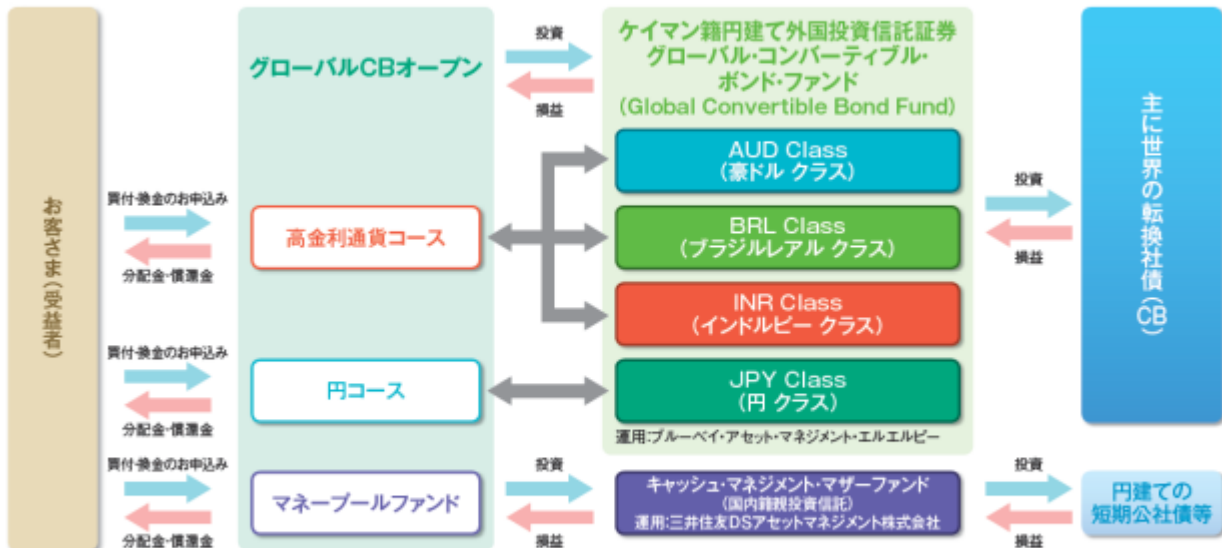 お客さま(受益者)
買付・換金のお申込み
分配金・償還金
買付・換金のお申込み
分配金・償還金
買付・換金のお申込み
分配金・償還金
グローバルCBオープン
高金利通貨コース
円コース
マネープールファンド
投資
損益
投資
損益
ケイマン籍円建て外国投資信託証券
グローバル・コンバーティブル・
ボンド・ファンド
(Global Convertible Bond Fund)
AUD Class
(豪ドル クラス)
BRL Class
(ブラジルレアル クラス)
INR Class
(インドルピー クラス)
JPY Class
(円 クラス)
運用:ブルーベイ・アセット・マネジメント・エルエルピー
キャッシュ・マネジメント・マザーファンド
(国内籍親投資信託)
運用:三井住友DSアセットマネジメント株式会社
投資
損益
投資
損益
主に世界の転換社債(CB)
円建ての
短期公社債等